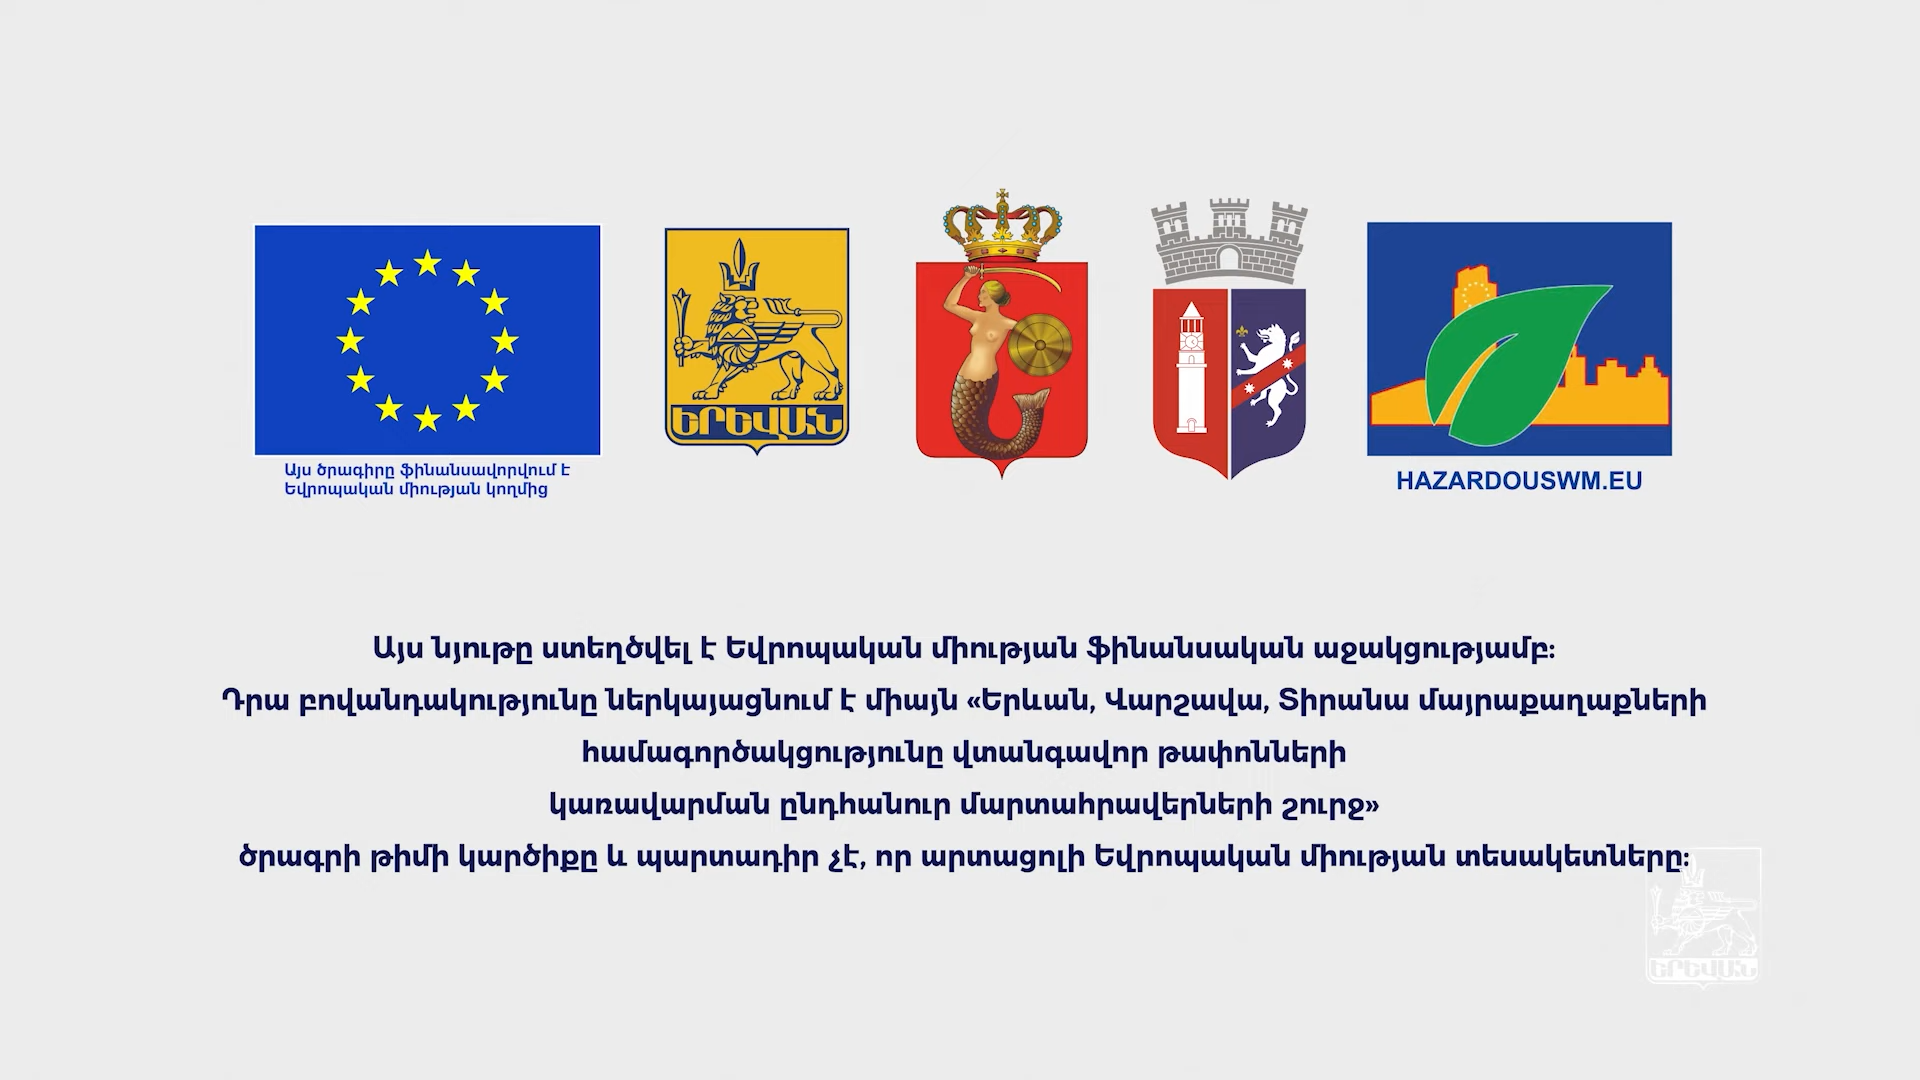 ԵՐԵՎԱՆ
Այս ծրագիրը ֆինանսավորվում է
Եվրոպական միության կողմից
HAZARDOUSWM.EU
Այս նյութը ստեղծվել է Եվրոպական միության ֆինանսական աջակցությամբ:
Դրա բովանդակությունը ներկայացնում է միայն «Երևան, Վարշավա, Տիրանա մայրաքաղաքների
համագործակցությունը վտանգավոր թափոնների
կառավարման ընդհանուր մարտահրավերների շուրջ»
ծրագրի թիմի կարծիքը և պարտադիր չէ, որ արտացոլի Եվրոպական միության տեսակետները:
ԵՐԵՎԱՆ